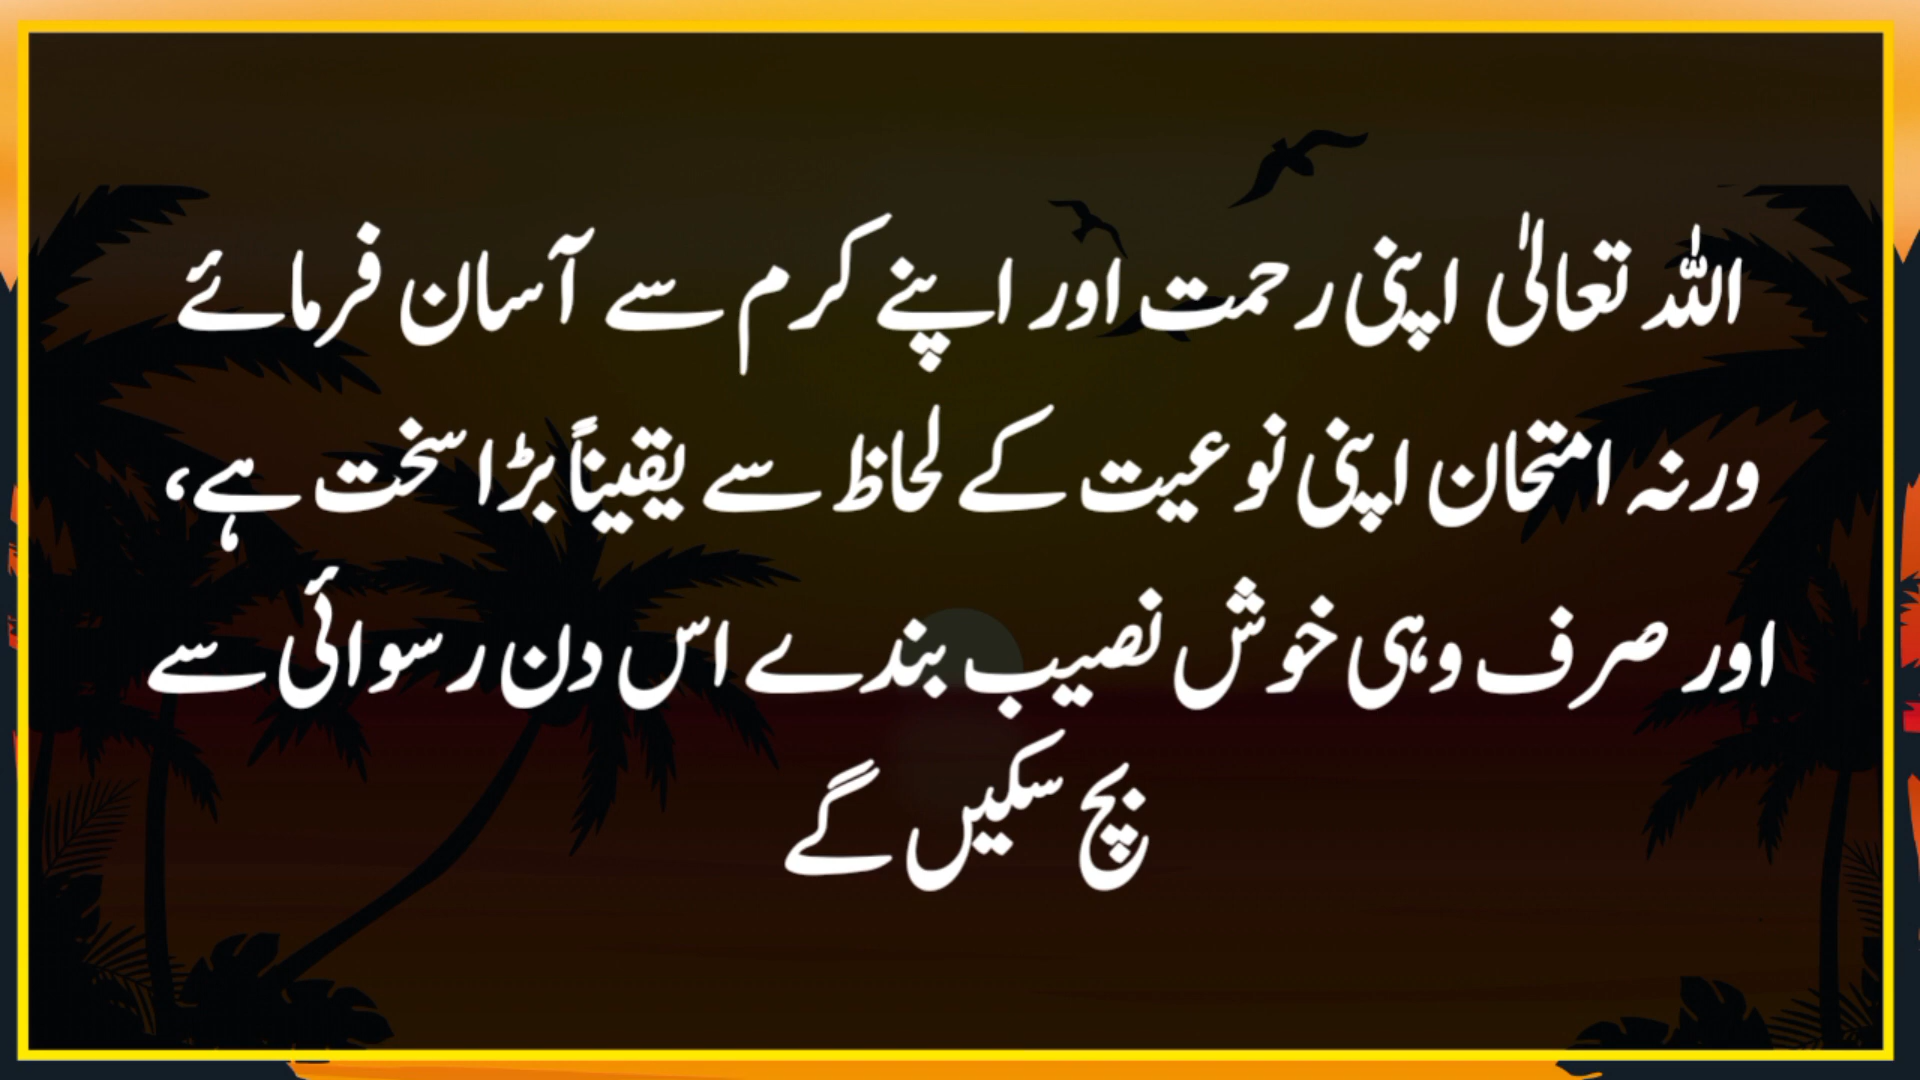 اللہ تعالیٰ اپنی رحمت اور اپنے کرم سے آسان فرمائے
ورنہ امتحان اپنی نوعیت کے لحاظ سے یقیناً بڑا سخت ہے،
اور صرف وہی خوش نصیب بندے اس دن رسوائی سے
بچ سکیں گے